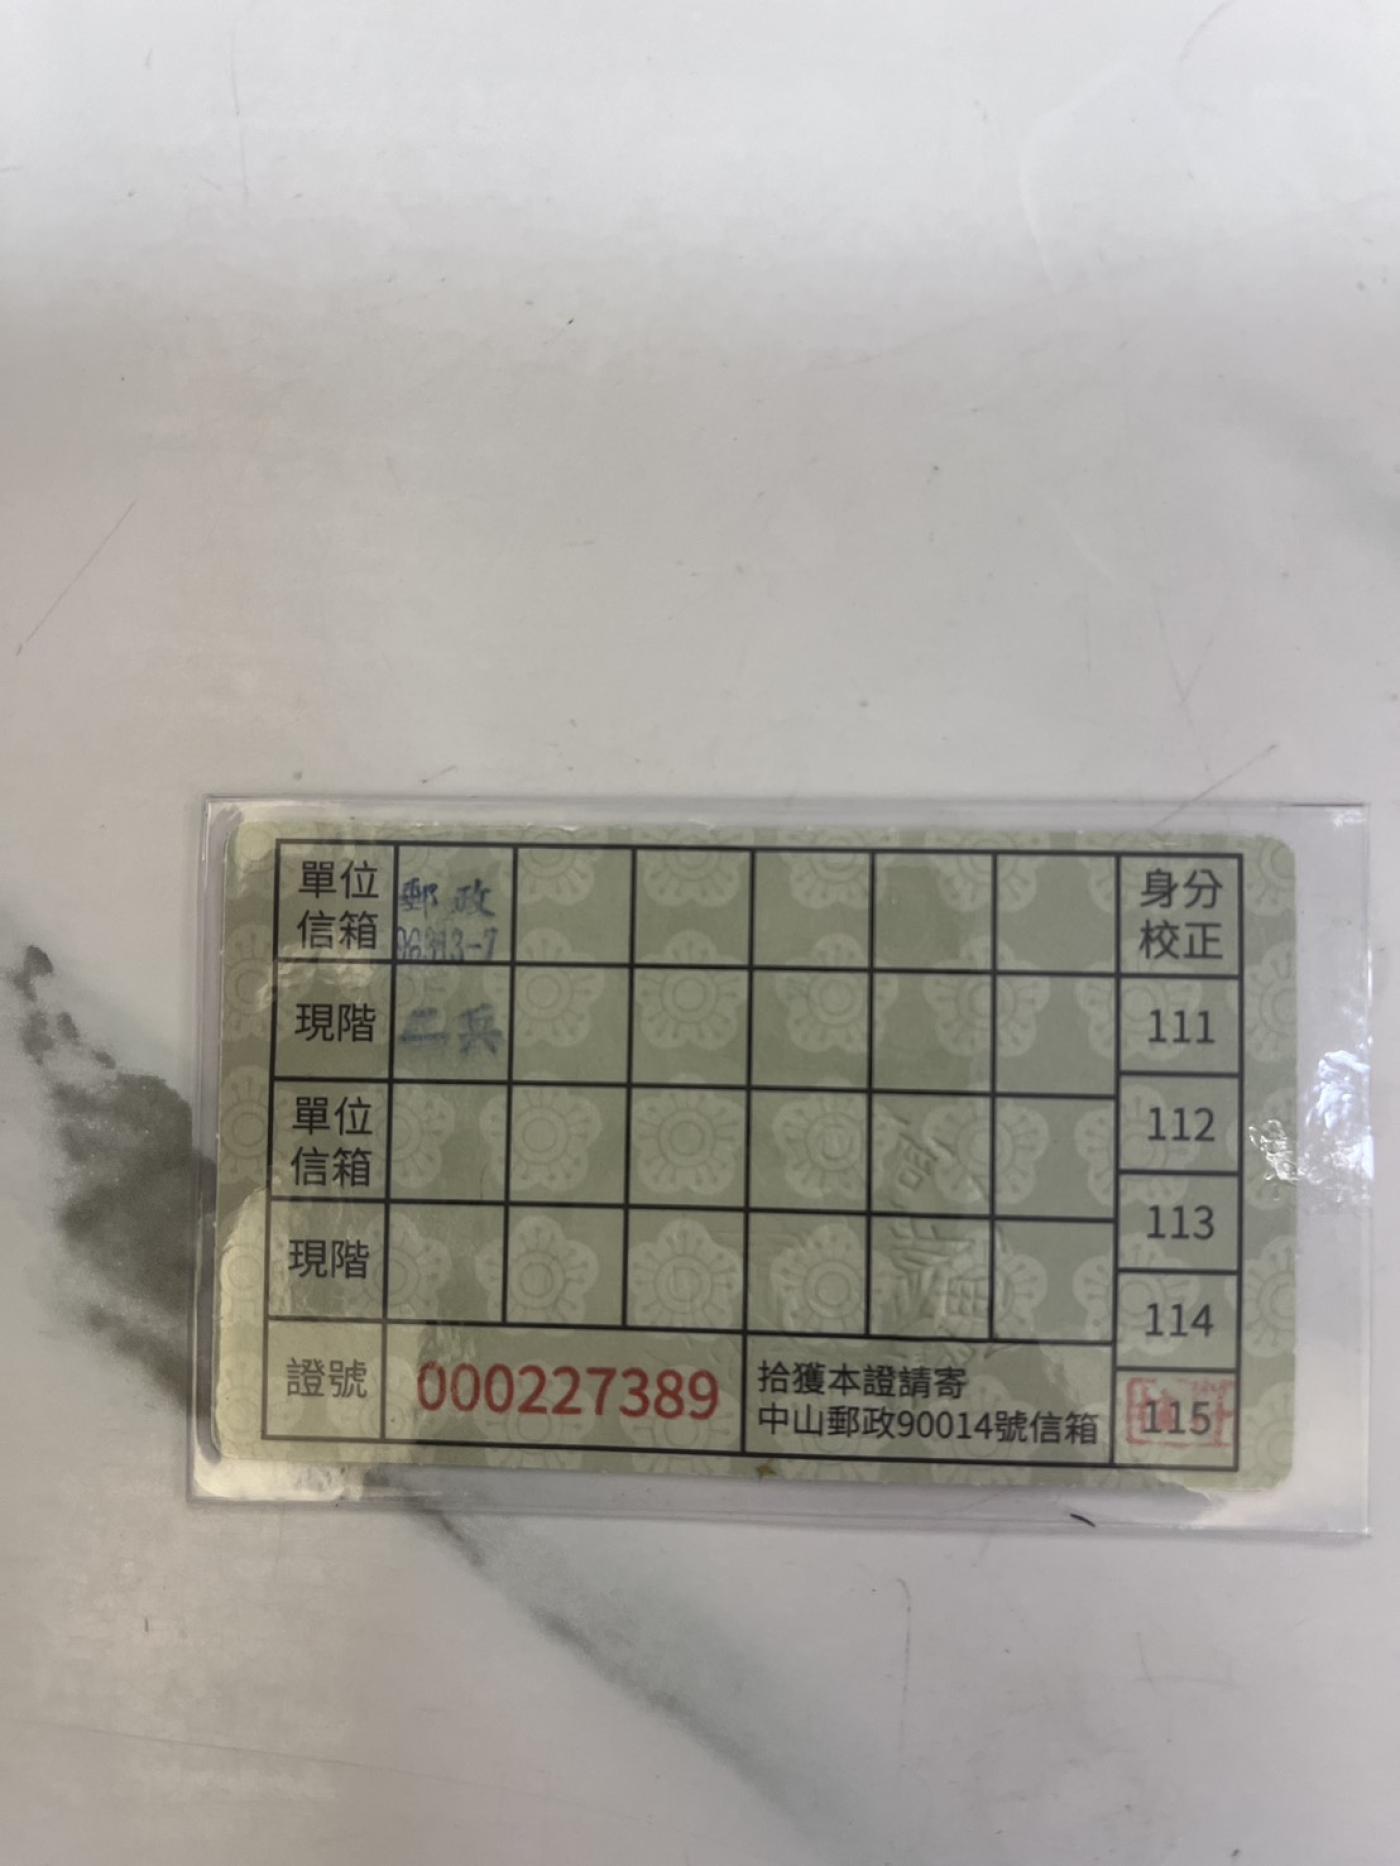 單位
信箱
郵政
96313-7
身分
校正
現階
二兵
111
單位
信箱
112
現階
113
114
證號
000227389
拾獲本證請寄
中山郵政90014號信箱
115